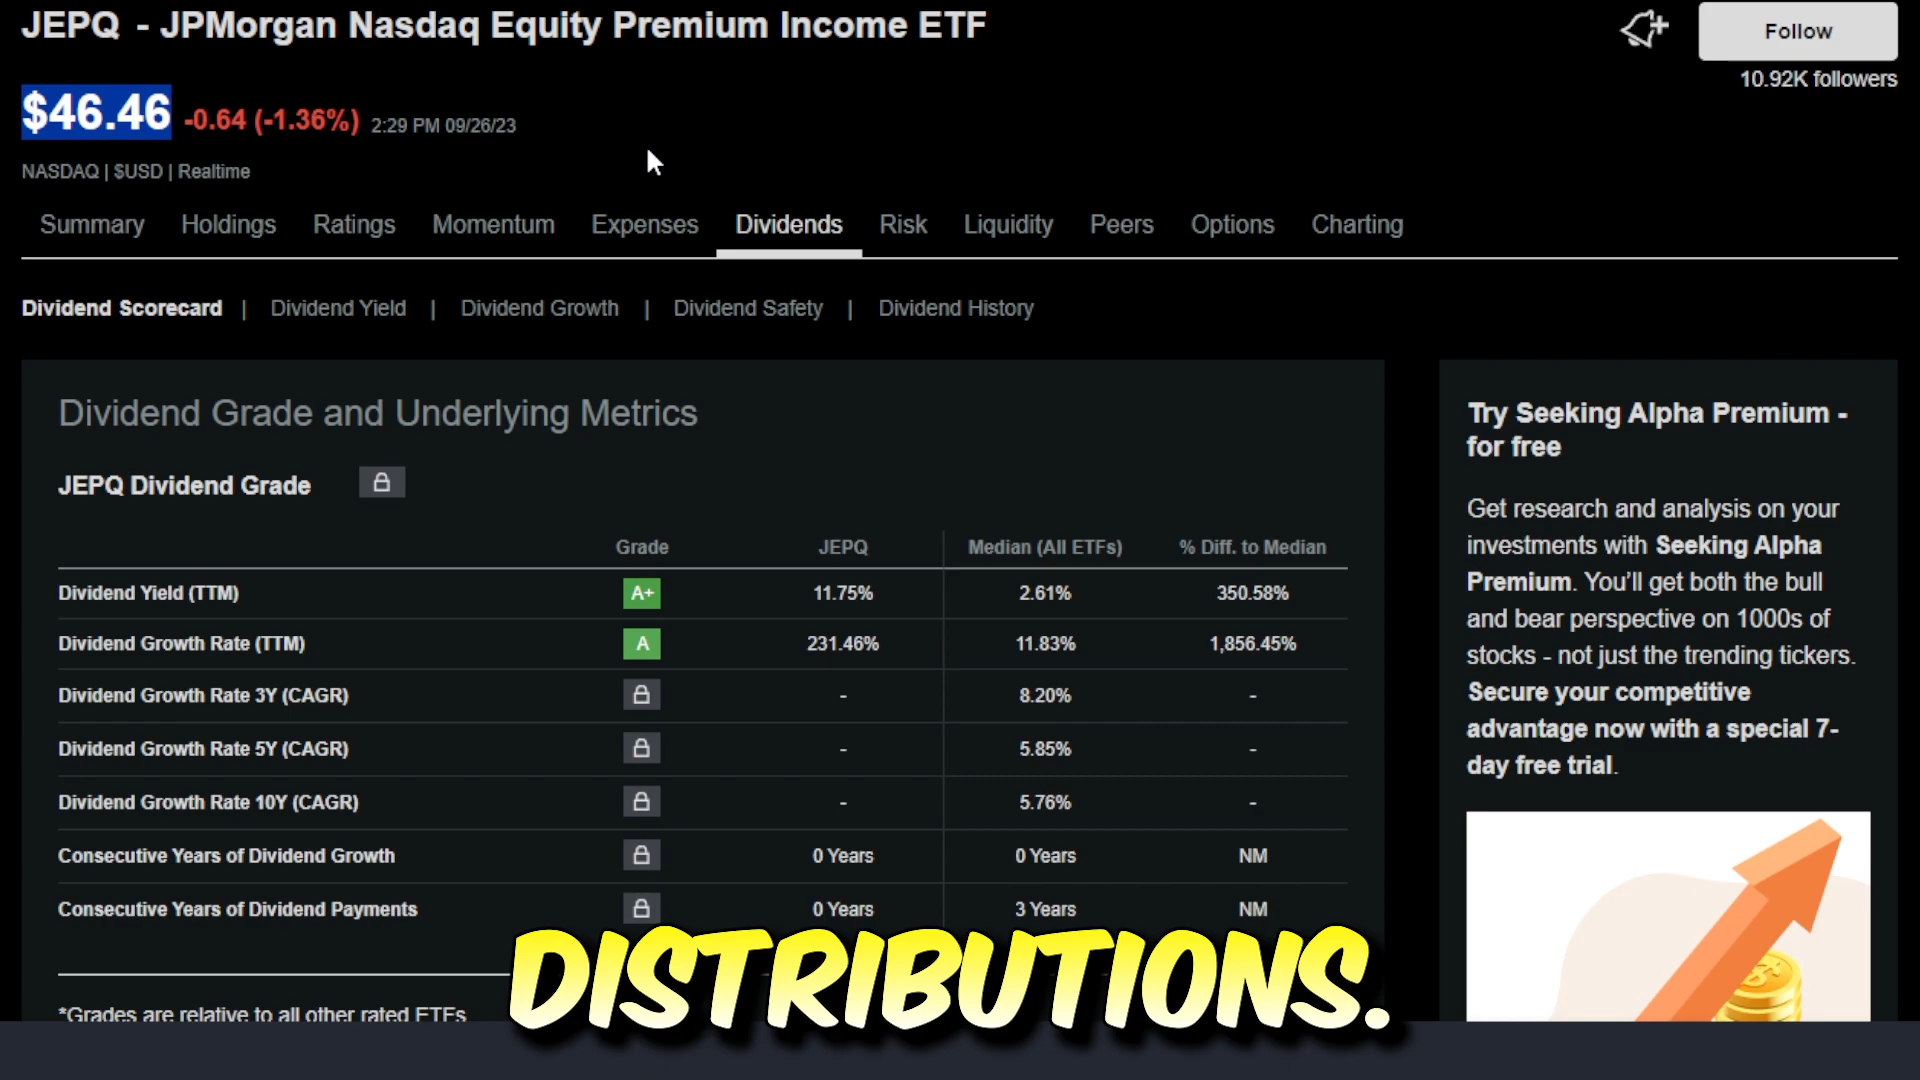 JEPQ - JPMorgan Nasdaq Equity Premium Income ETF
Follow
10.92K followers
$46.46 -0.64 (-1.36%) 2:29 PM 09/26/23
NASDAQ | $USD | Realtime
Summary Holdings Ratings Momentum Expenses Dividends Risk Liquidity Peers Options Charting
Dividend Scorecard | Dividend Yield | Dividend Growth | Dividend Safety | Dividend History
Dividend Grade and Underlying Metrics
JEPQ Dividend Grade
Grade JEPQ Median (All ETFs) % Diff. to Median
Dividend Yield (TTM) A+ 11.75% 2.61% 350.58%
Dividend Growth Rate (TTM) A 231.46% 11.83% 1,856.45%
Dividend Growth Rate 3Y (CAGR) - 8.20% -
Dividend Growth Rate 5Y (CAGR) - 5.85% -
Dividend Growth Rate 10Y (CAGR) - 5.76% -
Consecutive Years of Dividend Growth 0 Years 0 Years NM
Consecutive Years of Dividend Payments 0 Years 3 Years NM
*Grades are relative to all other rated ETFs
Try Seeking Alpha Premium -
for free
Get research and analysis on your
investments with Seeking Alpha
Premium. You'll get both the bull
and bear perspective on 1000s of
stocks - not just the trending tickers.
Secure your competitive
advantage now with a special 7-
day free trial.
DISTRIBUTIONS.